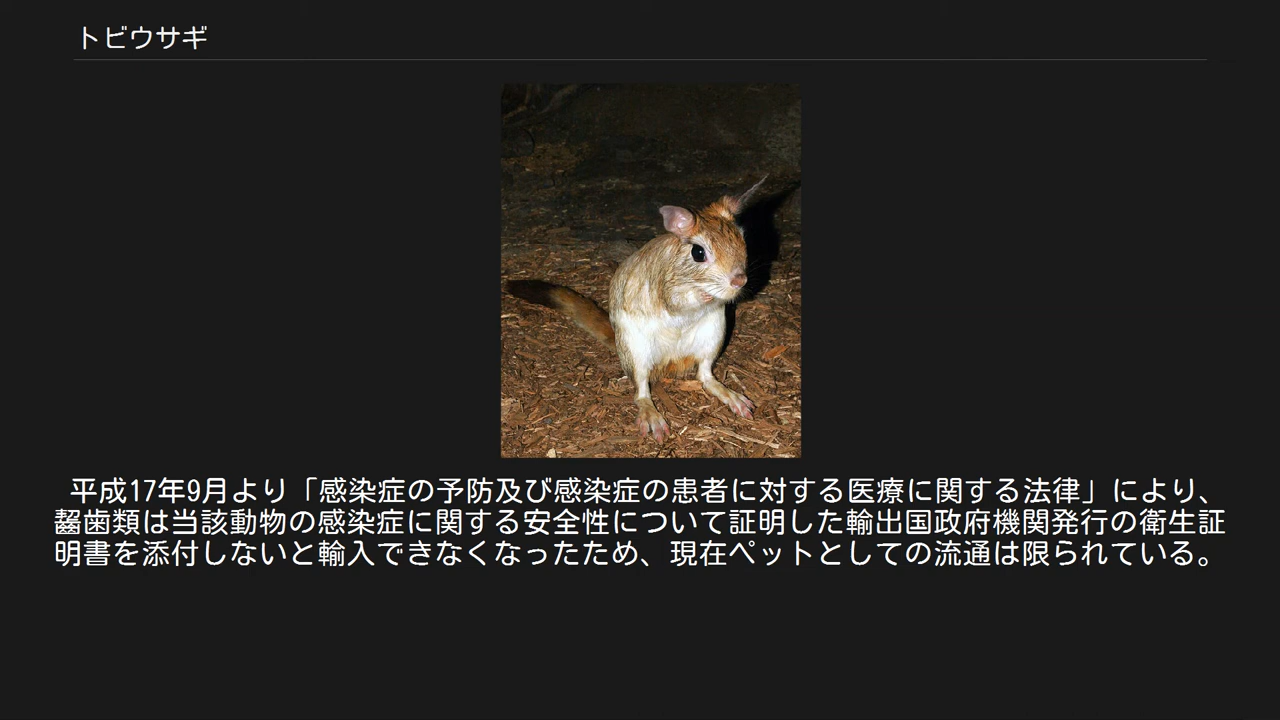 トビウサギ
平成17年9月より「感染症の予防及び感染症の患者に対する医療に関する法律」により、
齧歯類は当該動物の感染症に関する安全性について証明した輸出国政府機関発行の衛生証
明書を添付しないと輸入できなくなったため、現在ペットとしての流通は限られている。